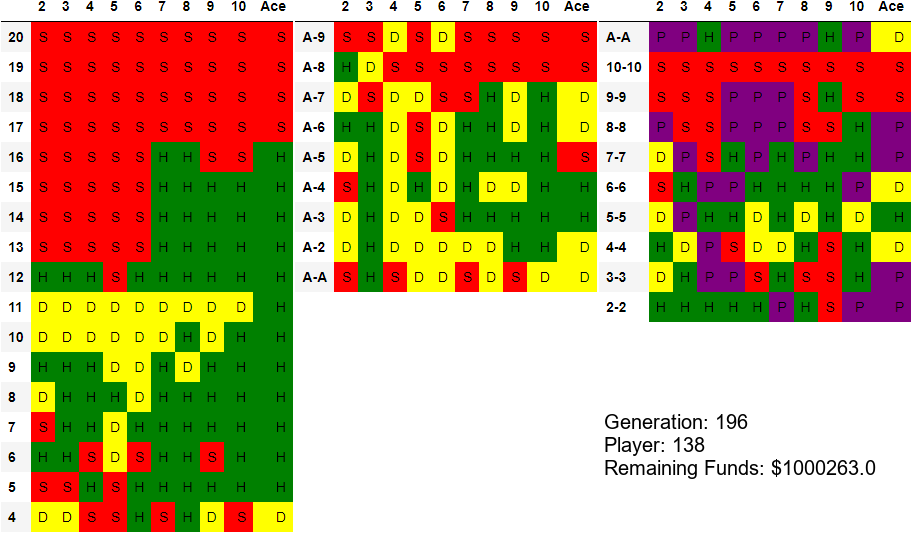 2 3 4 5 6 7 8 9 10 Ace
20 S S S S S S S S S S
19 S S S S S S S S S S
18 S S S S S S S S S S
17 S S S S S S S S S S
16 S S S S S H H S S H
15 S S S S S H H H H H
14 S S S S S H H H H H
13 S S S S S H H H H H
12 H H H S H H H H H H
11 D D D D D D D D D H
10 D D D D D D H D H H
9 H H H D D H D H H H
8 D H H H D H H H H H
7 S H H D H H H H H H
6 H H S D S H H S H H
5 S S H S H H H H H H
4 D D S S H S H D S D
2 3 4 5 6 7 8 9 10 Ace
A-9 S S D S D S S S S S
A-8 H D S S S S S S S S
A-7 D S D D S S H D H D
A-6 H H D S D H H D H D
A-5 D H D S D H H H H S
A-4 S H D H D H D D H H
A-3 D H D D S H H H H H
A-2 D H D D D D D H H D
A-A S H S D D S D S D D
2 3 4 5 6 7 8 9 10 Ace
A-A P P H P P P P H P D
10-10 S S S S S S S S S S
9-9 S S S P P P S H S S
8-8 P S S P P P S S H P
7-7 D P S H P H P H H P
6-6 S H P P H H H H P D
5-5 D P H H D H D H D H
4-4 H D P S D D H S H D
3-3 D H P P S H S S H P
2-2 H H H H H P H S P P
Generation: 196
Player: 138
Remaining Funds: $1000263.0